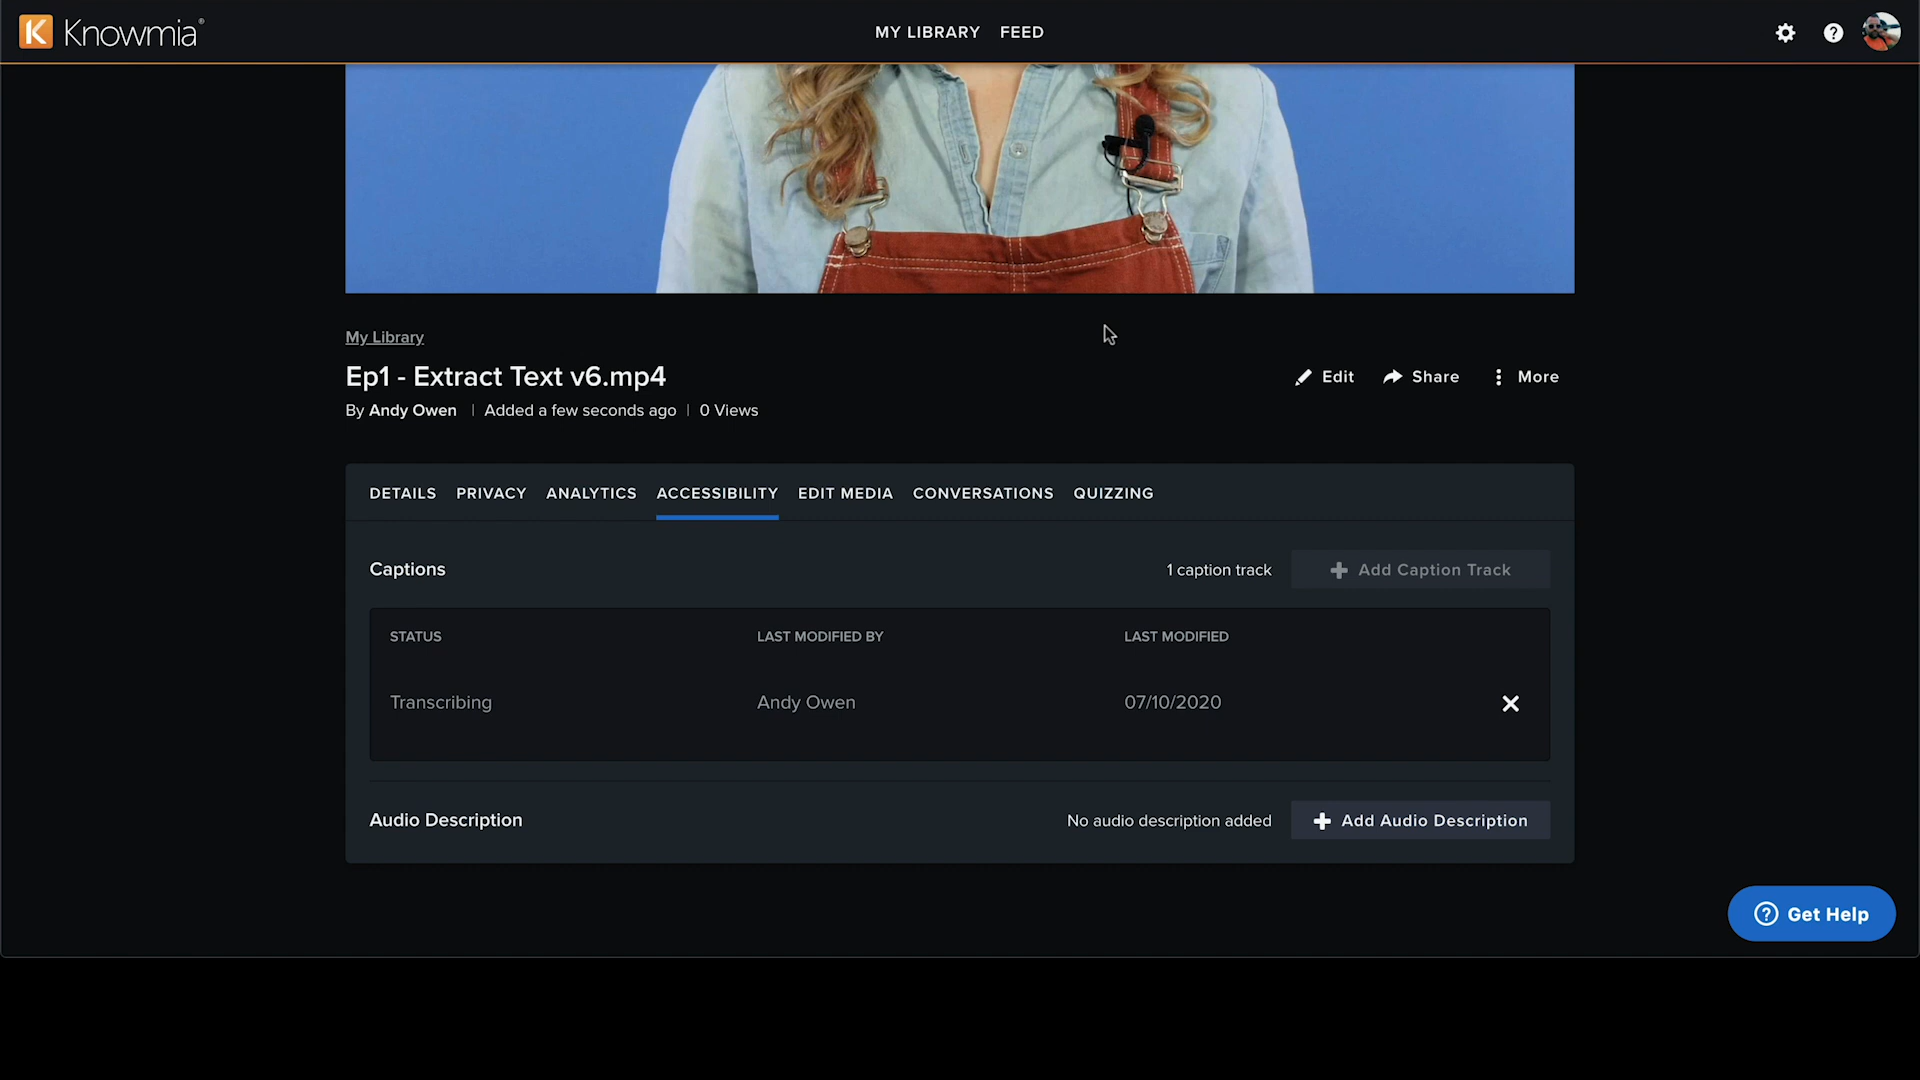 Knowmia®
MY LIBRARY FEED
My Library
Ep1 - Extract Text v6.mp4
Edit Share More
By Andy Owen | Added a few seconds ago | 0 Views
DETAILS PRIVACY ANALYTICS ACCESSIBILITY EDIT MEDIA CONVERSATIONS QUIZZING
Captions 1 caption track Add Caption Track
STATUS LAST MODIFIED BY LAST MODIFIED
Transcribing Andy Owen 07/10/2020
Audio Description No audio description added Add Audio Description
Get Help